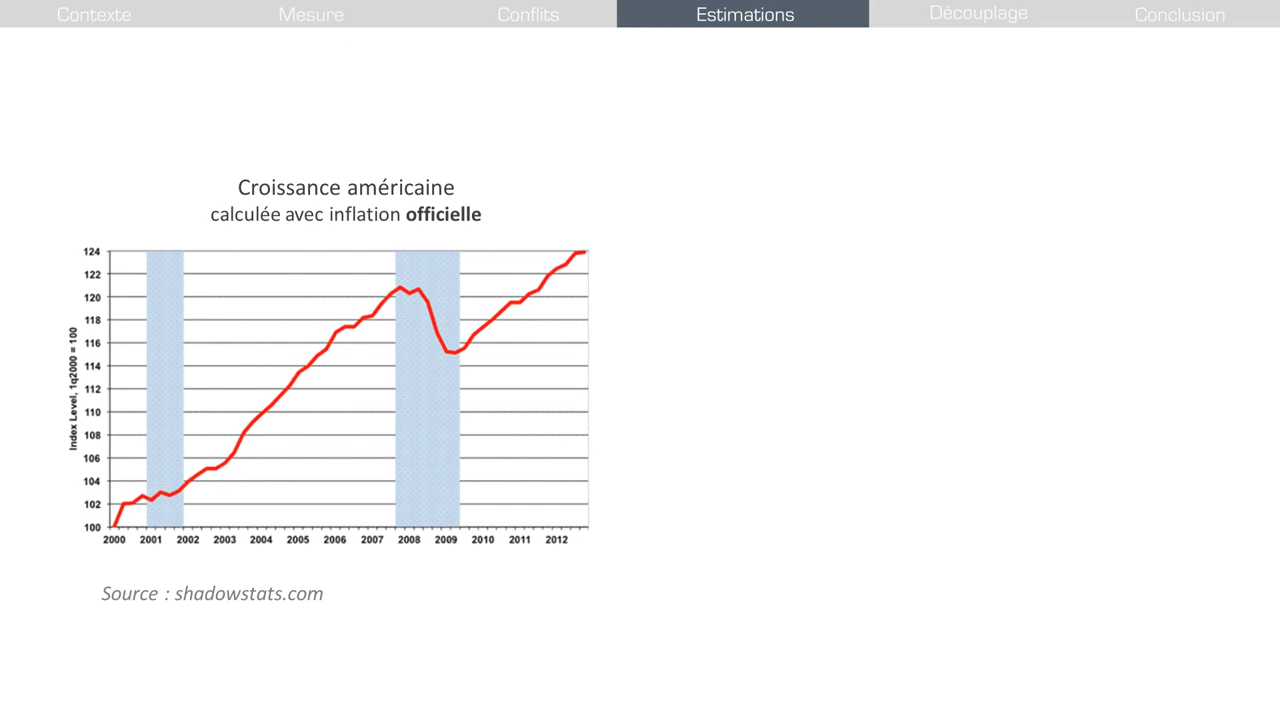 Contexte Mesure Conflits Estimations Découplage Conclusion
Croissance américaine
calculée avec inflation officielle
124
122
120
118
116
114
112
110
108
106
104
102
100
Index Level, 1q2000 = 100
2000 2001 2002 2003 2004 2005 2006 2007 2008 2009 2010 2011 2012
Source : shadowstats.com